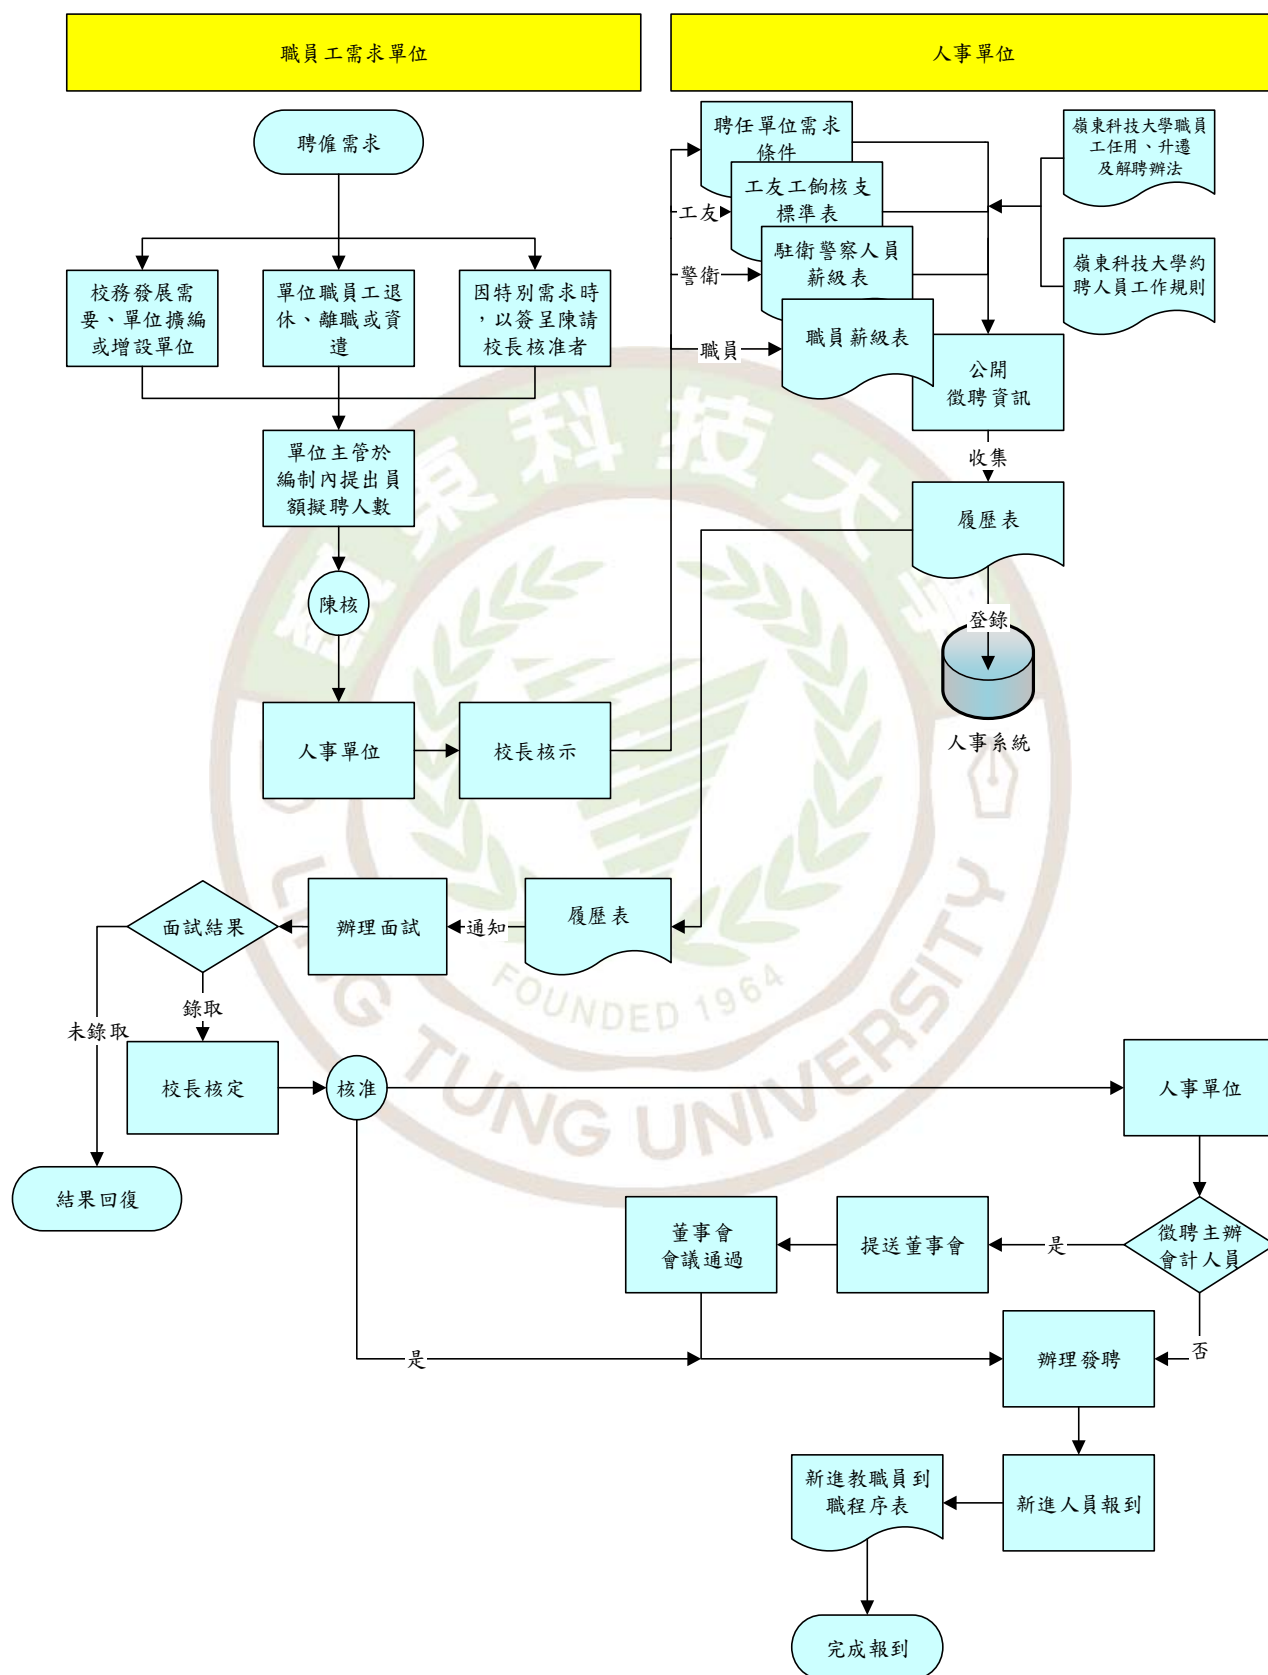 職員工需求單位
人事單位
聘僱需求
校務發展需
要、單位擴編
或增設單位
單位職員工退
休、離職或資
遣
因特別需求時
，以簽呈陳請
校長核准者
單位主管於
編制內提出員
額擬聘人數
陳核
人事單位
校長核示
聘任單位需求
條件
工友
工友工餉核支
標準表
警衛
駐衛警察人員
薪級表
職員
職員薪級表
嶺東科技大學職員
工任用、升遷
及解聘辦法
嶺東科技大學約
聘人員工作規則
公開
徵聘資訊
收集
履歷表
登錄
人事系統
履歷表
通知
辦理面試
面試結果
未錄取
錄取
結果回復
校長核定
核准
人事單位
徵聘主辦
會計人員
是
提送董事會
董事會
會議通過
否
是
辦理發聘
新進人員報到
新進教職員到
職程序表
完成報到
嶺東科技大學
LING TUNG UNIVERSITY
FOUNDED 1964